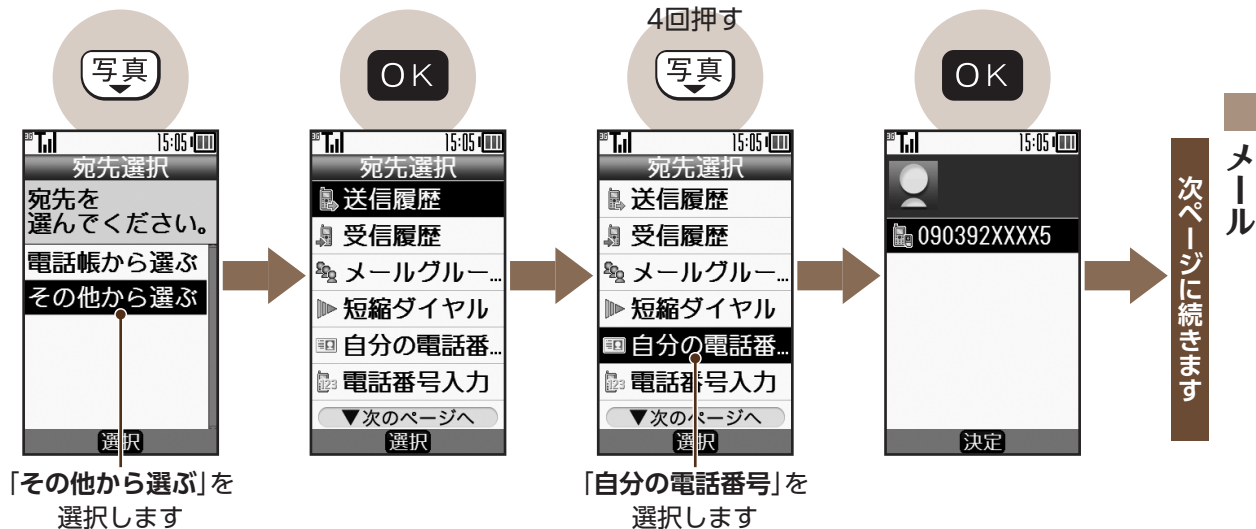 写真
OK
4回押す
写真
OK
3G
15:05
宛先選択
宛先を
選んでください。
電話帳から選ぶ
その他から選ぶ
選択
「その他から選ぶ」を
選択します
3G
15:05
宛先選択
送信履歴
受信履歴
メールグルー…
短縮ダイヤル
自分の電話番…
電話番号入力
▼次のページへ
選択
3G
15:05
宛先選択
送信履歴
受信履歴
メールグルー…
短縮ダイヤル
自分の電話番…
電話番号入力
▼次のページへ
選択
「自分の電話番号」を
選択します
3G
15:05
090392XXXX5
決定
メール
次ページに続きます